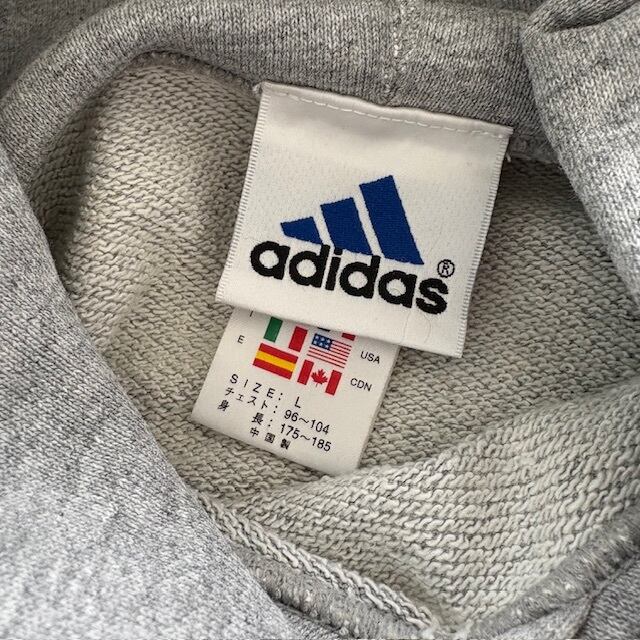 adidas®
I
E USA
CDN
SIZE: L
チェスト: 96～104
身 長: 175～185
中国製